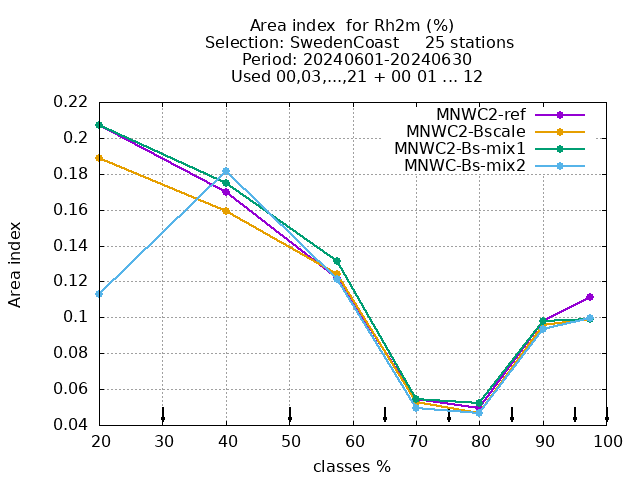 Area index  for Rh2m (%)
Selection: SwedenCoast     25 stations
Period: 20240601-20240630
Used 00,03,...,21 + 00 01 ... 12
MNWC2-ref
MNWC2-Bscale
MNWC2-Bs-mix1
MNWC-Bs-mix2
Area index
0.22
0.2
0.18
0.16
0.14
0.12
0.1
0.08
0.06
0.04
20 30 40 50 60 70 80 90 100
classes %